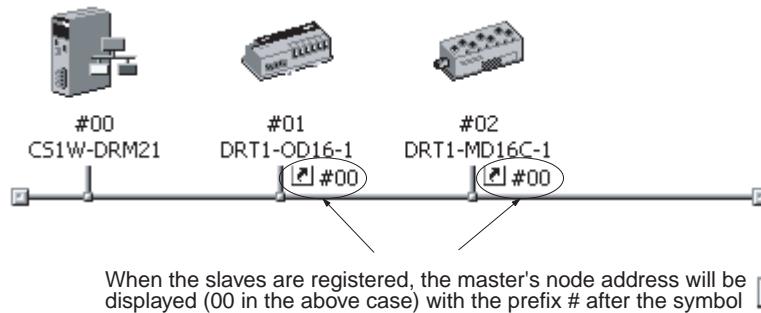 #00 #01 #02
CS1W-DRM21 DRT1-OD16-1 DRT1-MD16C-1
#00 #00
When the slaves are registered, the master's node address will be
displayed (00 in the above case) with the prefix # after the symbol